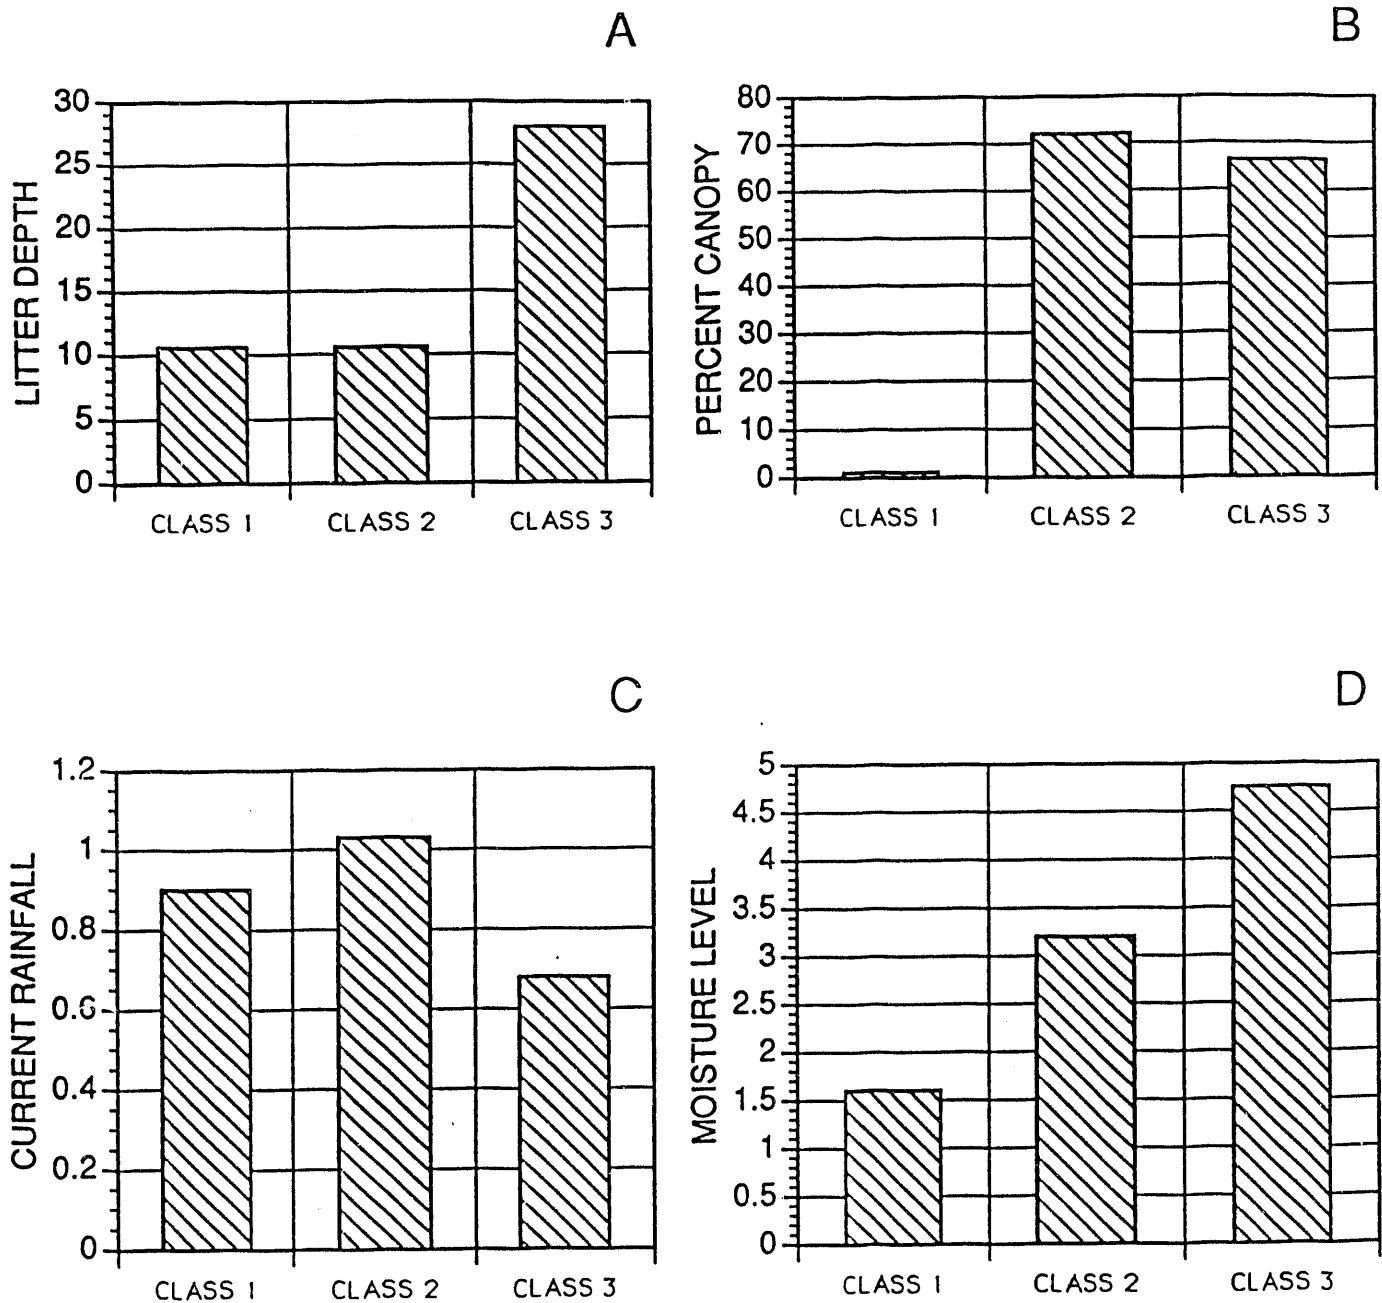 A
LITTER DEPTH
30
25
20
15
10
5
0
CLASS 1
CLASS 2
CLASS 3
B
PERCENT CANOPY
80
70
60
50
40
30
20
10
0
CLASS 1
CLASS 2
CLASS 3
C
CURRENT RAINFALL
1.2
1
0.8
0.6
0.4
0.2
0
CLASS 1
CLASS 2
CLASS 3
D
MOISTURE LEVEL
5
4.5
4
3.5
3
2.5
2
1.5
1
0.5
0
CLASS 1
CLASS 2
CLASS 3